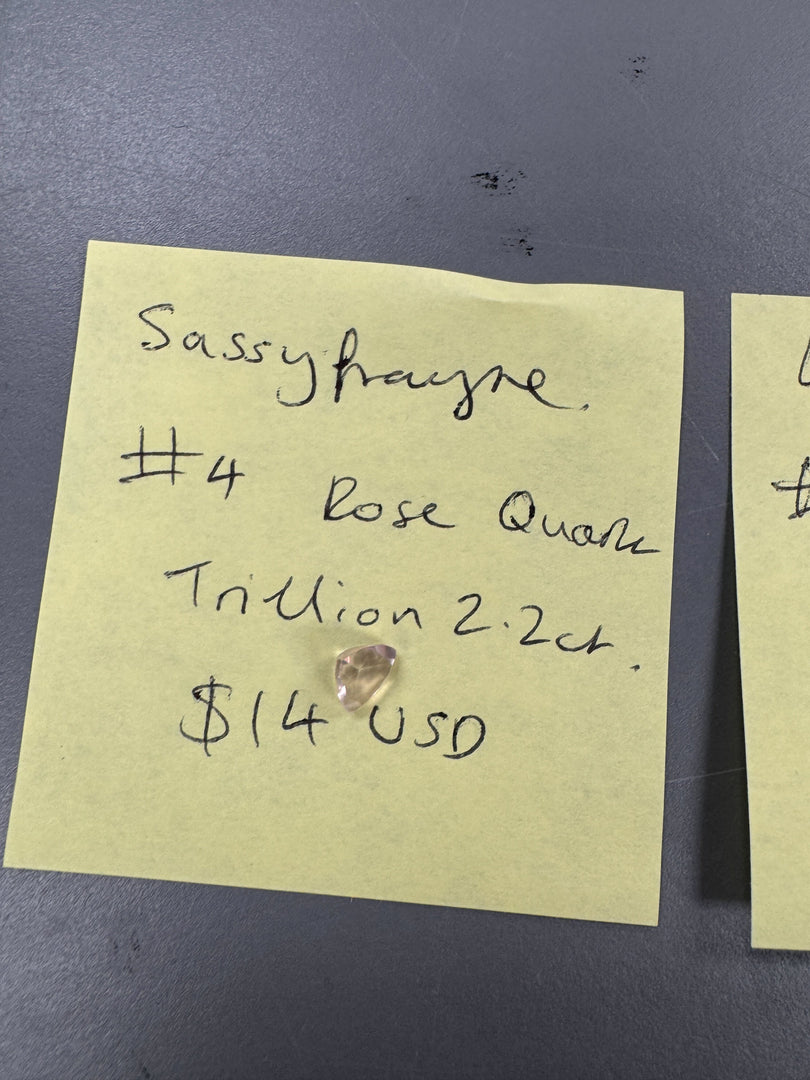 Sassyfrayne.
#4 Rose Quartz
Trillion 2.2ct.
$14 USD